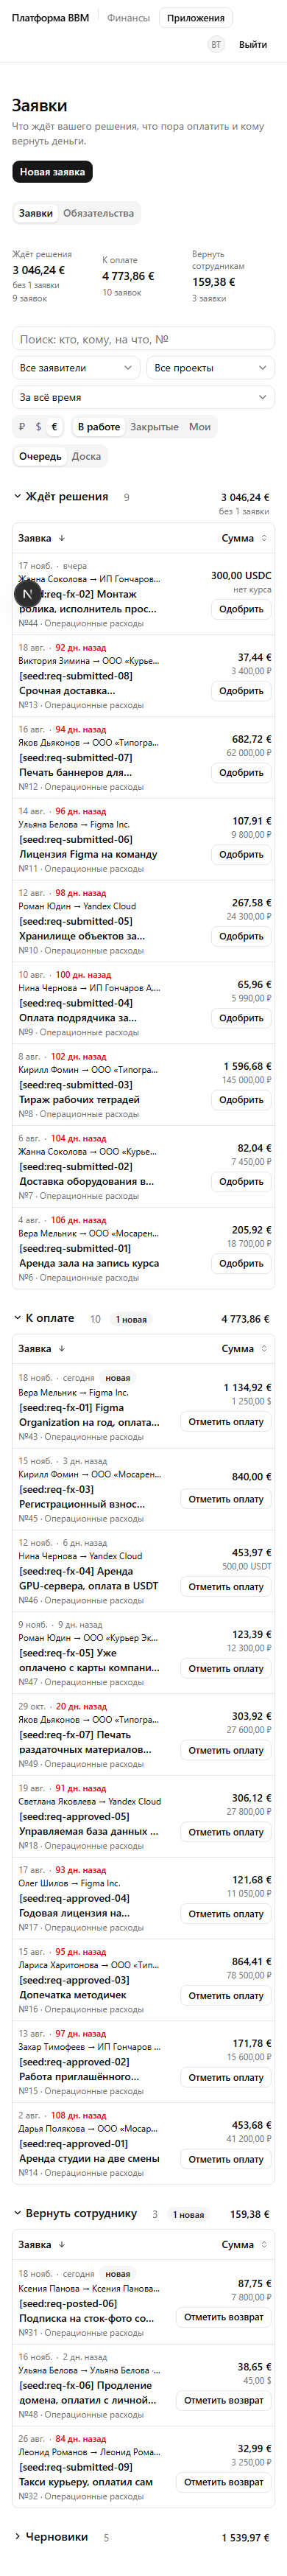 Платформа ВВМ
Финансы
Приложения
ВТ
Выйти
Заявки
Что ждёт вашего решения, что пора оплатить и кому
вернуть деньги.
Новая заявка
Заявки
Обязательства
Ждёт решения
3 046,24 €
без 1 заявки
9 заявок
К оплате
4 773,86 €
10 заявок
Вернуть
сотрудникам
159,38 €
3 заявки
Поиск: кто, кому, на что, №
Все заявители
Все проекты
За всё время
₽ $ €
В работе
Закрытые
Мои
Очередь
Доска
Ждёт решения 9 3 046,24 €
без 1 заявки
Заявка ↓ Сумма
17 нояб. · вчера
Жанна Соколова → ИП Гончаров...
300,00 USDC
нет курса
N
d:req-fx-02] Монтаж
ролика, исполнитель прос...
Одобрить
№44 · Операционные расходы
18 авг. · 92 дн. назад
Виктория Зимина → ООО «Курье...
37,44 €
3 400,00 ₽
[seed:req-submitted-08]
Срочная доставка...
Одобрить
№13 · Операционные расходы
16 авг. · 94 дн. назад
Яков Дьяконов → ООО «Типогра...
682,72 €
62 000,00 ₽
[seed:req-submitted-07]
Печать баннеров для...
Одобрить
№12 · Операционные расходы
14 авг. · 96 дн. назад
Ульяна Белова → Figma Inc.
107,91 €
9 800,00 ₽
[seed:req-submitted-06]
Лицензия Figma на команду
Одобрить
№11 · Операционные расходы
12 авг. · 98 дн. назад
Роман Юдин → Yandex Cloud
267,58 €
24 300,00 ₽
[seed:req-submitted-05]
Хранилище объектов за...
Одобрить
№10 · Операционные расходы
10 авг. · 100 дн. назад
Нина Чернова → ИП Гончаров А....
65,96 €
5 990,00 ₽
[seed:req-submitted-04]
Оплата подрядчика за...
Одобрить
№9 · Операционные расходы
8 авг. · 102 дн. назад
Кирилл Фомин → ООО «Типогра...
1 596,68 €
145 000,00 ₽
[seed:req-submitted-03]
Тираж рабочих тетрадей
Одобрить
№8 · Операционные расходы
6 авг. · 104 дн. назад
Жанна Соколова → ООО «Курье...
82,04 €
7 450,00 ₽
[seed:req-submitted-02]
Доставка оборудования в...
Одобрить
№7 · Операционные расходы
4 авг. · 106 дн. назад
Вера Мельник → ООО «Мосарен...
205,92 €
18 700,00 ₽
[seed:req-submitted-01]
Аренда зала на запись курса
Одобрить
№6 · Операционные расходы
К оплате 10 1 новая 4 773,86 €
Заявка ↓ Сумма
18 нояб. · сегодня новая
Вера Мельник → Figma Inc.
1 134,92 €
1 250,00 $
[seed:req-fx-01] Figma
Organization на год, оплата...
Отметить оплату
№43 · Операционные расходы
15 нояб. · 3 дн. назад
Кирилл Фомин → ООО «Мосарен...
840,00 €
[seed:req-fx-03]
Регистрационный взнос...
Отметить оплату
№45 · Операционные расходы
12 нояб. · 6 дн. назад
Нина Чернова → Yandex Cloud
453,97 €
500,00 USDT
[seed:req-fx-04] Аренда
GPU-сервера, оплата в USDT
Отметить оплату
№46 · Операционные расходы
9 нояб. · 9 дн. назад
Роман Юдин → ООО «Курьер Эк...
123,39 €
12 300,00 ₽
[seed:req-fx-05] Уже
оплачено с карты компани...
Отметить оплату
№47 · Операционные расходы
29 окт. · 20 дн. назад
Яков Дьяконов → ООО «Типогра...
303,92 €
27 600,00 ₽
[seed:req-fx-07] Печать
раздаточных материалов...
Отметить оплату
№49 · Операционные расходы
19 авг. · 91 дн. назад
Светлана Яковлева → Yandex Cloud
306,12 €
27 800,00 ₽
[seed:req-approved-05]
Управляемая база данных ...
Отметить оплату
№18 · Операционные расходы
17 авг. · 93 дн. назад
Олег Шилов → Figma Inc.
121,68 €
11 050,00 ₽
[seed:req-approved-04]
Годовая лицензия на...
Отметить оплату
№17 · Операционные расходы
15 авг. · 95 дн. назад
Лариса Харитонова → ООО «Тип...
864,41 €
78 500,00 ₽
[seed:req-approved-03]
Допечатка методичек
Отметить оплату
№16 · Операционные расходы
13 авг. · 97 дн. назад
Захар Тимофеев → ИП Гончаров ...
171,78 €
15 600,00 ₽
[seed:req-approved-02]
Работа приглашённого...
Отметить оплату
№15 · Операционные расходы
2 авг. · 108 дн. назад
Дарья Полякова → ООО «Мосар...
453,68 €
41 200,00 ₽
[seed:req-approved-01]
Аренда студии на две смены
Отметить оплату
№14 · Операционные расходы
Вернуть сотруднику 3 1 новая 159,38 €
Заявка ↓ Сумма
18 нояб. · сегодня новая
Ксения Панова → Ксения Панова...
87,75 €
7 800,00 ₽
[seed:req-posted-06]
Подписка на сток-фото со...
Отметить возврат
№31 · Операционные расходы
16 нояб. · 2 дн. назад
Ульяна Белова → Ульяна Белова ·...
38,65 €
45,00 $
[seed:req-fx-06] Продление
домена, оплатил с личной...
Отметить возврат
№48 · Операционные расходы
26 авг. · 84 дн. назад
Леонид Романов → Леонид Рома...
32,99 €
3 250,00 ₽
[seed:req-submitted-09]
Такси курьеру, оплатил сам
Отметить возврат
№32 · Операционные расходы
Черновики 5 1 539,97 €